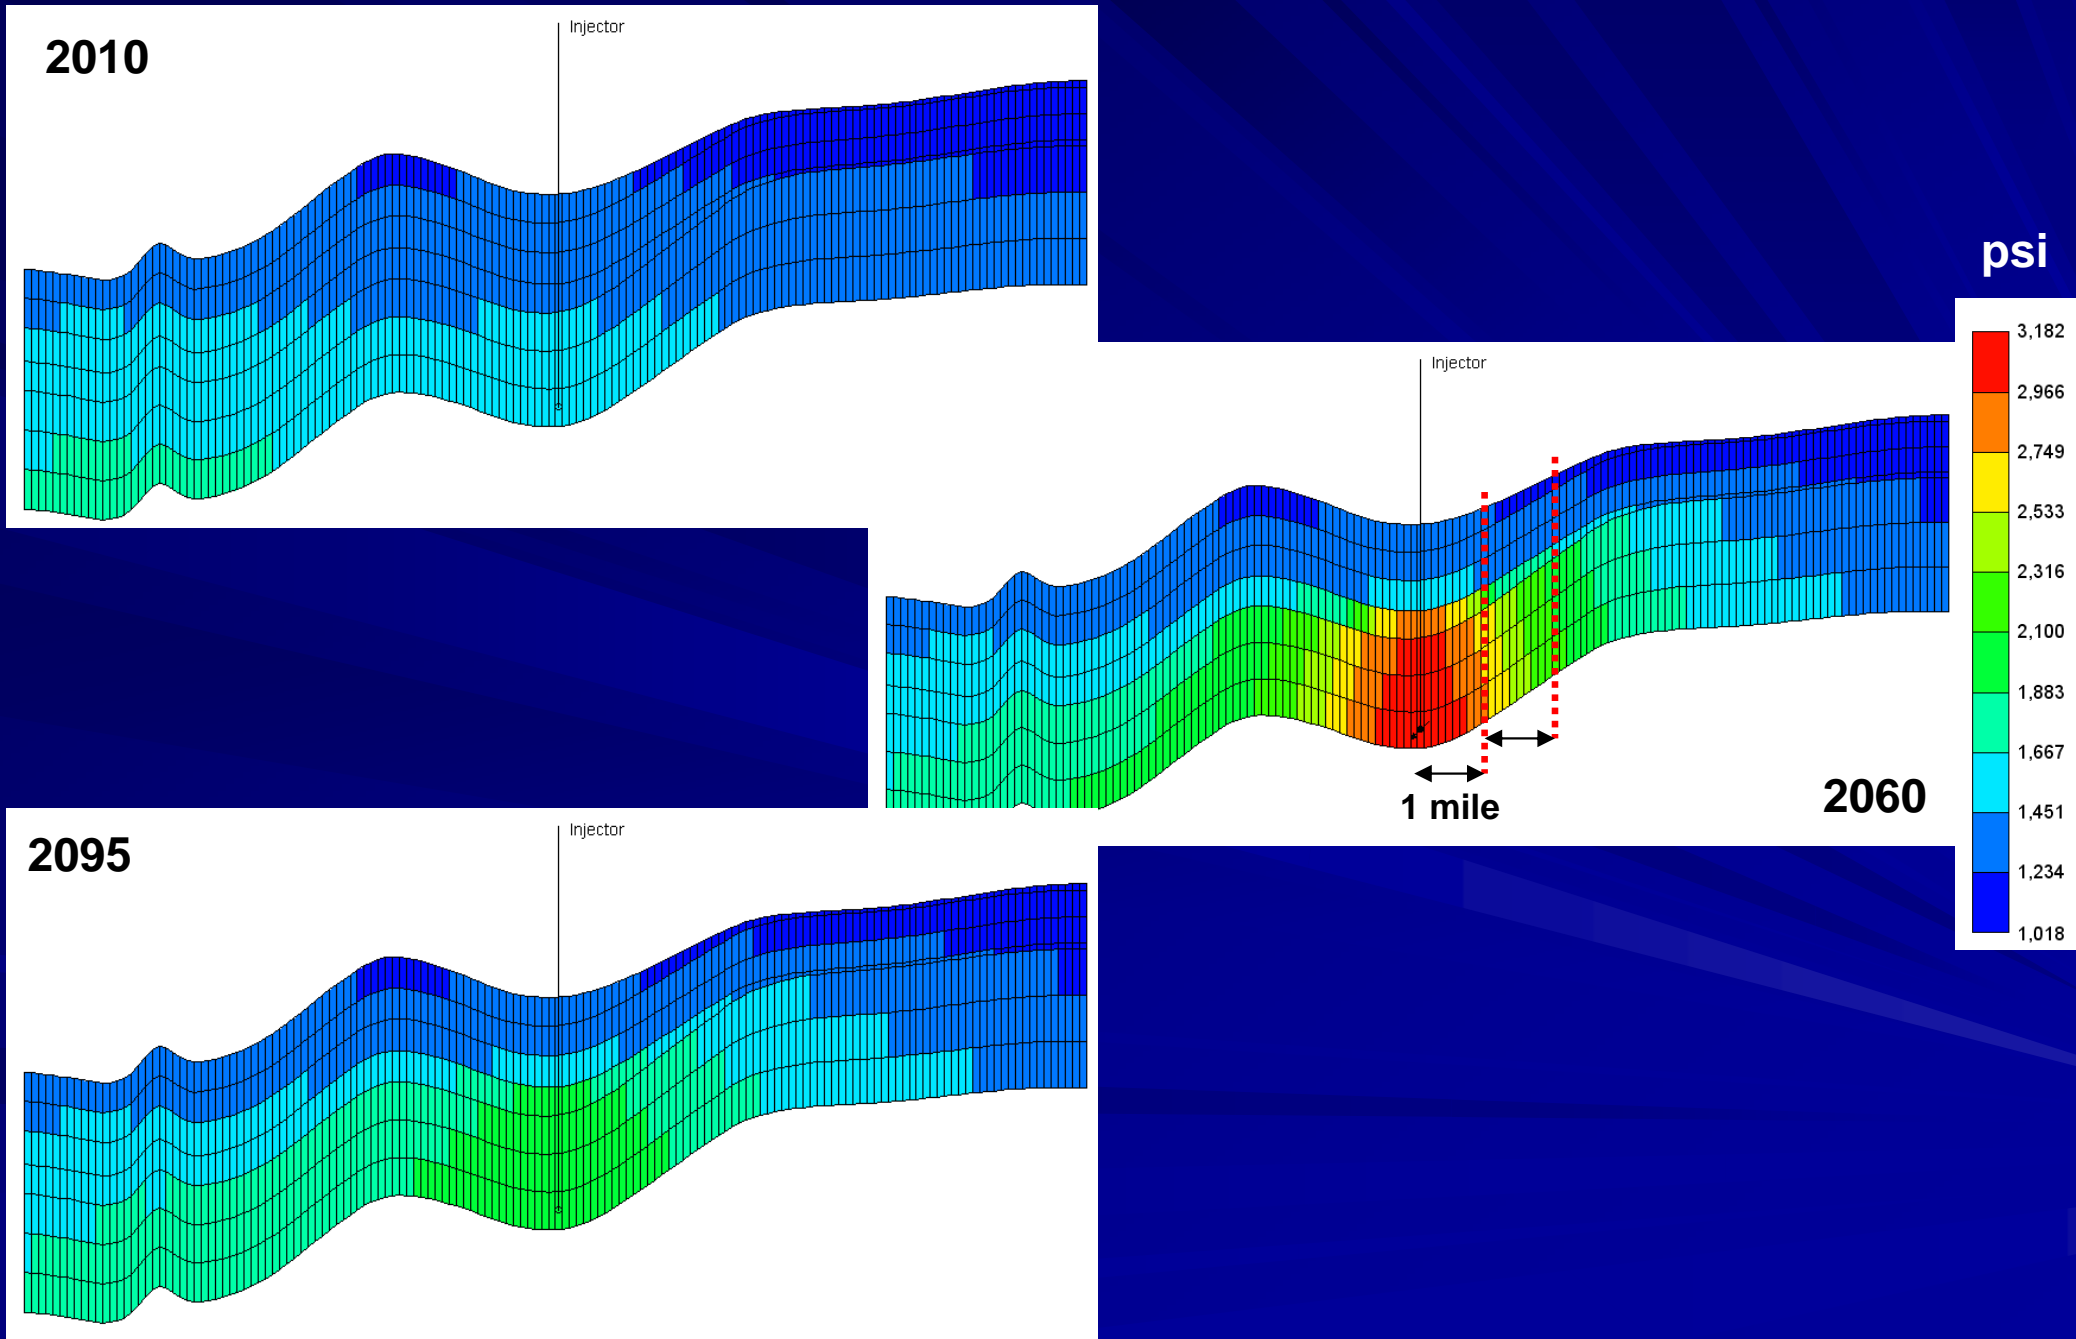 Injector
2010
psi
3,182
2,966
2,749
2,533
2,316
2,100
1,883
1,667
1,451
1,234
1,018
Injector
1 mile
2060
Injector
2095